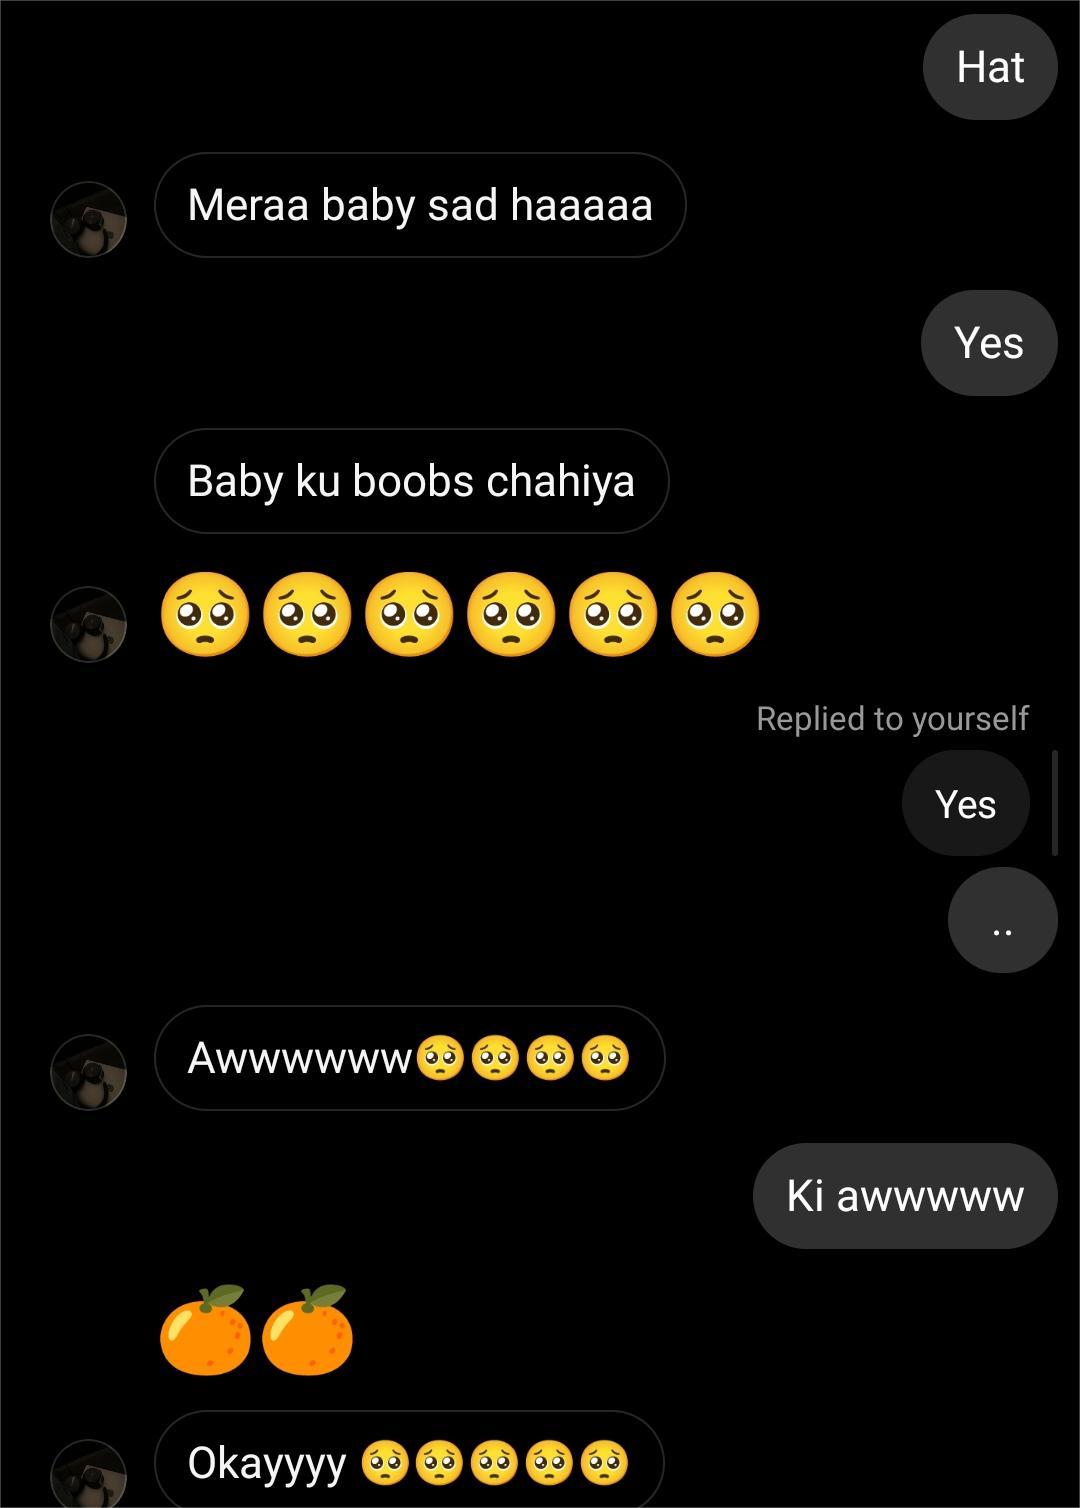 Hat
Meraa baby sad haaaaa
Yes
Baby ku boobs chahiya
🥺🥺🥺🥺🥺🥺
Replied to yourself
Yes
..
Awwwwww🥺🥺🥺🥺
Ki awwwww
🍊🍊
Okayyyy 🥺🥺🥺🥺🥺